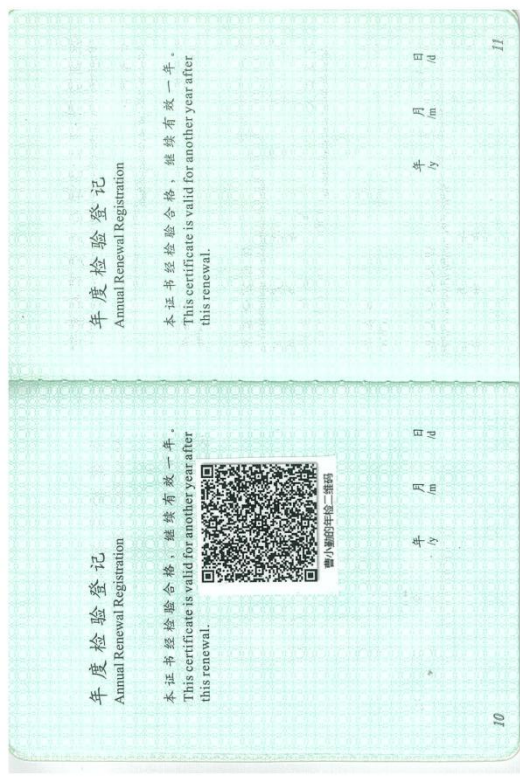 年度检验登记
Annual Renewal Registration
本证书经检验合格，继续有效一年。
This certificate is valid for another year after
this renewal.
曹小勤的年检二维码
年 月 日
/y /m /d
10
年度检验登记
Annual Renewal Registration
本证书经检验合格，继续有效一年。
This certificate is valid for another year after
this renewal.
年 月 日
/y /m /d
11